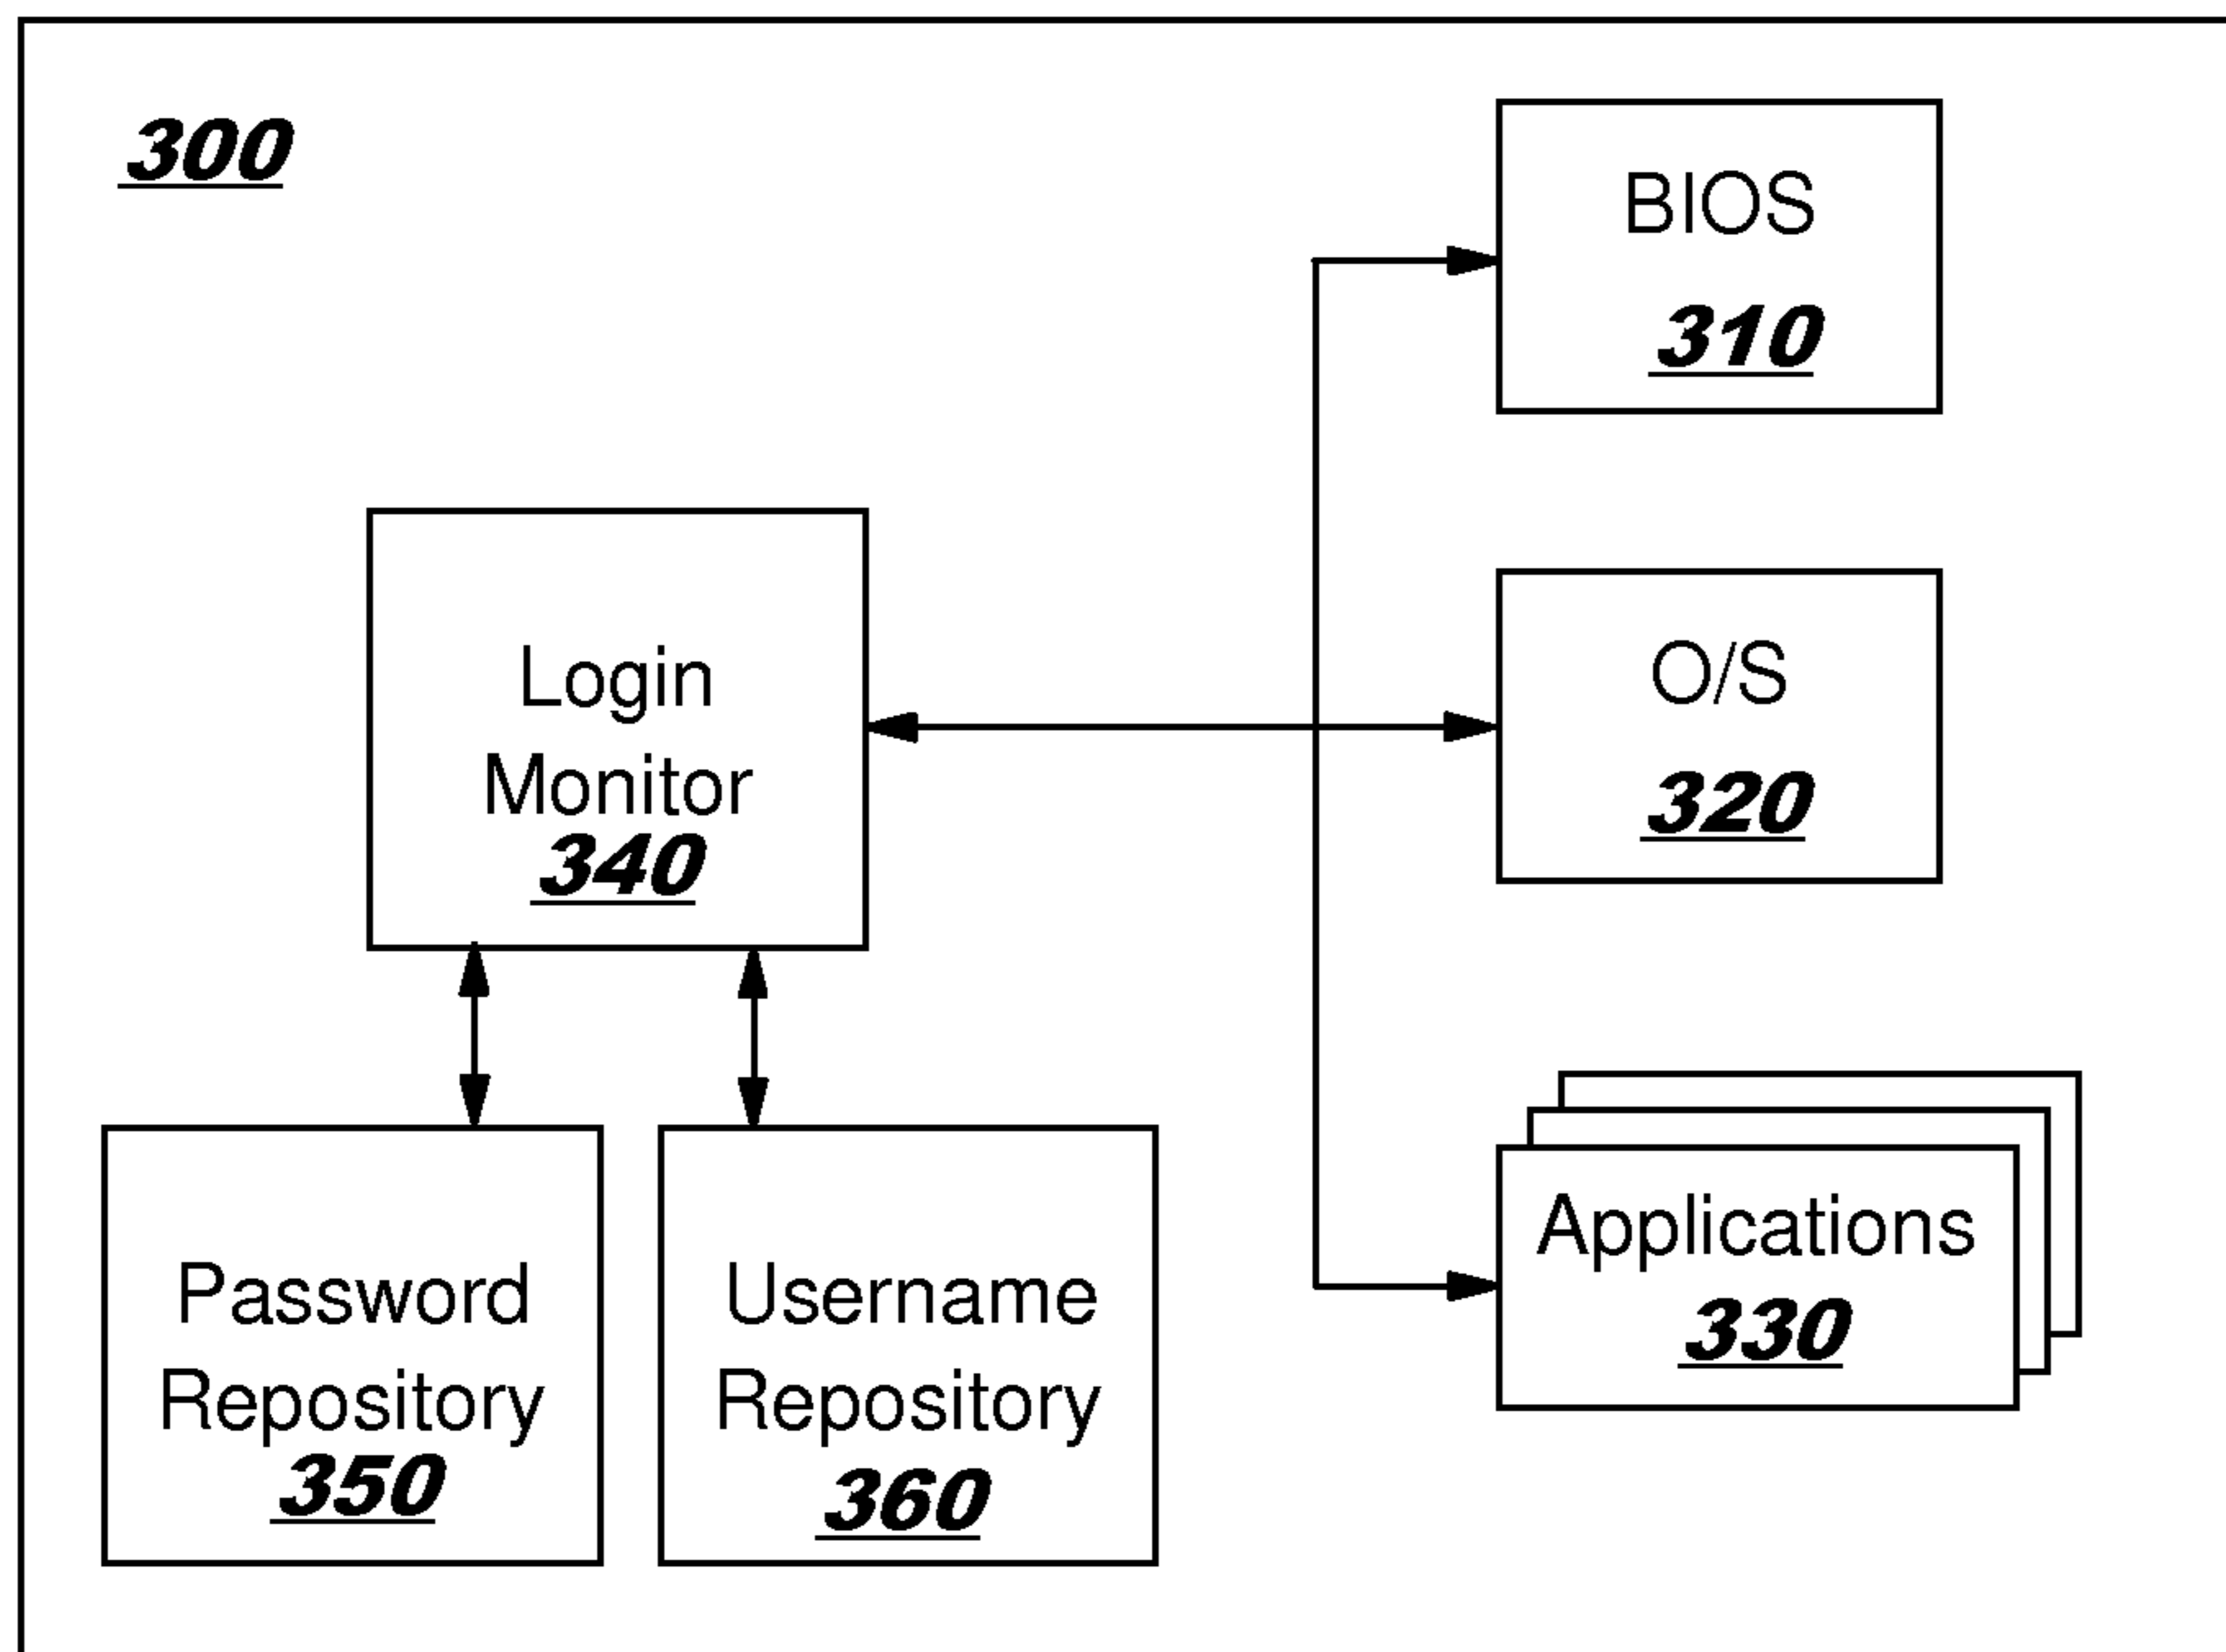 300
BIOS
310
Login
Monitor
340
O/S
320
Password
Repository
350
Username
Repository
360
Applications
330